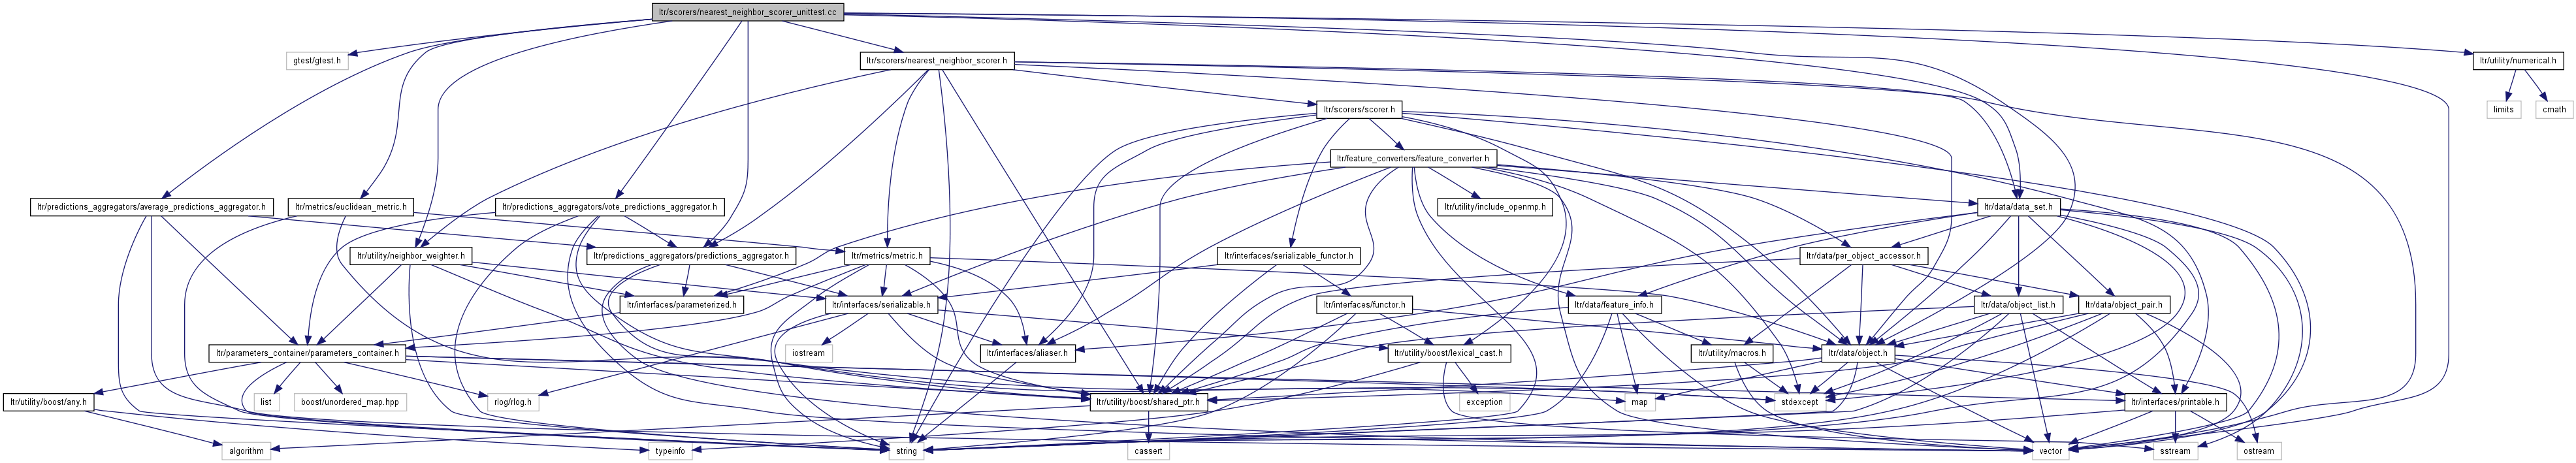 ltr/scorers/nearest_neighbor_scorer_unittest.cc
gtest/gtest.h
ltr/scorers/nearest_neighbor_scorer.h
ltr/utility/numerical.h
ltr/scorers/scorer.h
limits
cmath
ltr/feature_converters/feature_converter.h
ltr/predictions_aggregators/average_predictions_aggregator.h
ltr/metrics/euclidean_metric.h
ltr/predictions_aggregators/vote_predictions_aggregator.h
ltr/utility/include_openmp.h
ltr/data/data_set.h
ltr/utility/neighbor_weighter.h
ltr/predictions_aggregators/predictions_aggregator.h
ltr/metrics/metric.h
ltr/interfaces/serializable_functor.h
ltr/data/per_object_accessor.h
ltr/interfaces/parameterized.h
ltr/interfaces/serializable.h
ltr/interfaces/functor.h
ltr/data/feature_info.h
ltr/data/object_list.h
ltr/data/object_pair.h
ltr/parameters_container/parameters_container.h
iostream
ltr/interfaces/aliaser.h
ltr/utility/boost/lexical_cast.h
ltr/utility/macros.h
ltr/data/object.h
ltr/utility/boost/any.h
list
boost/unordered_map.hpp
rlog/rlog.h
ltr/utility/boost/shared_ptr.h
exception
map
stdexcept
ltr/interfaces/printable.h
algorithm
typeinfo
string
cassert
vector
sstream
ostream